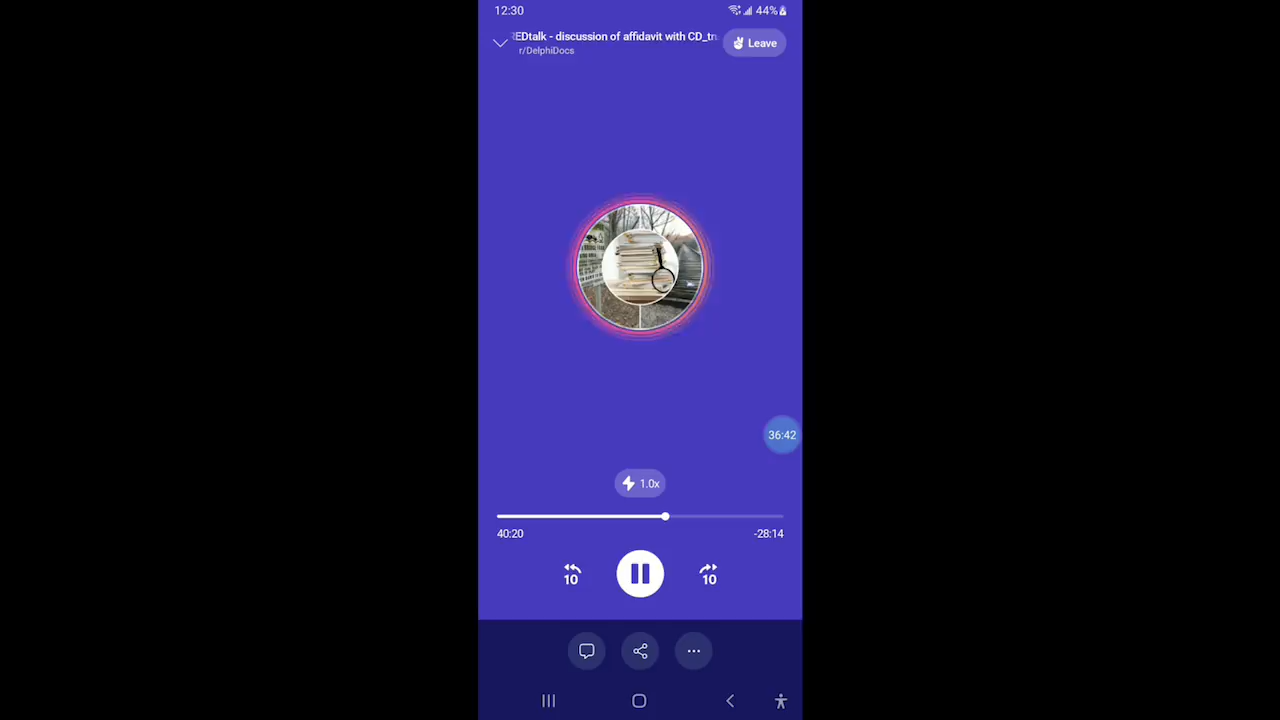 12:30
44%
EDtalk - discussion of affidavit with CD_tn
r/DelphiDocs
Leave
36:42
1.0x
40:20
-28:14
10
10